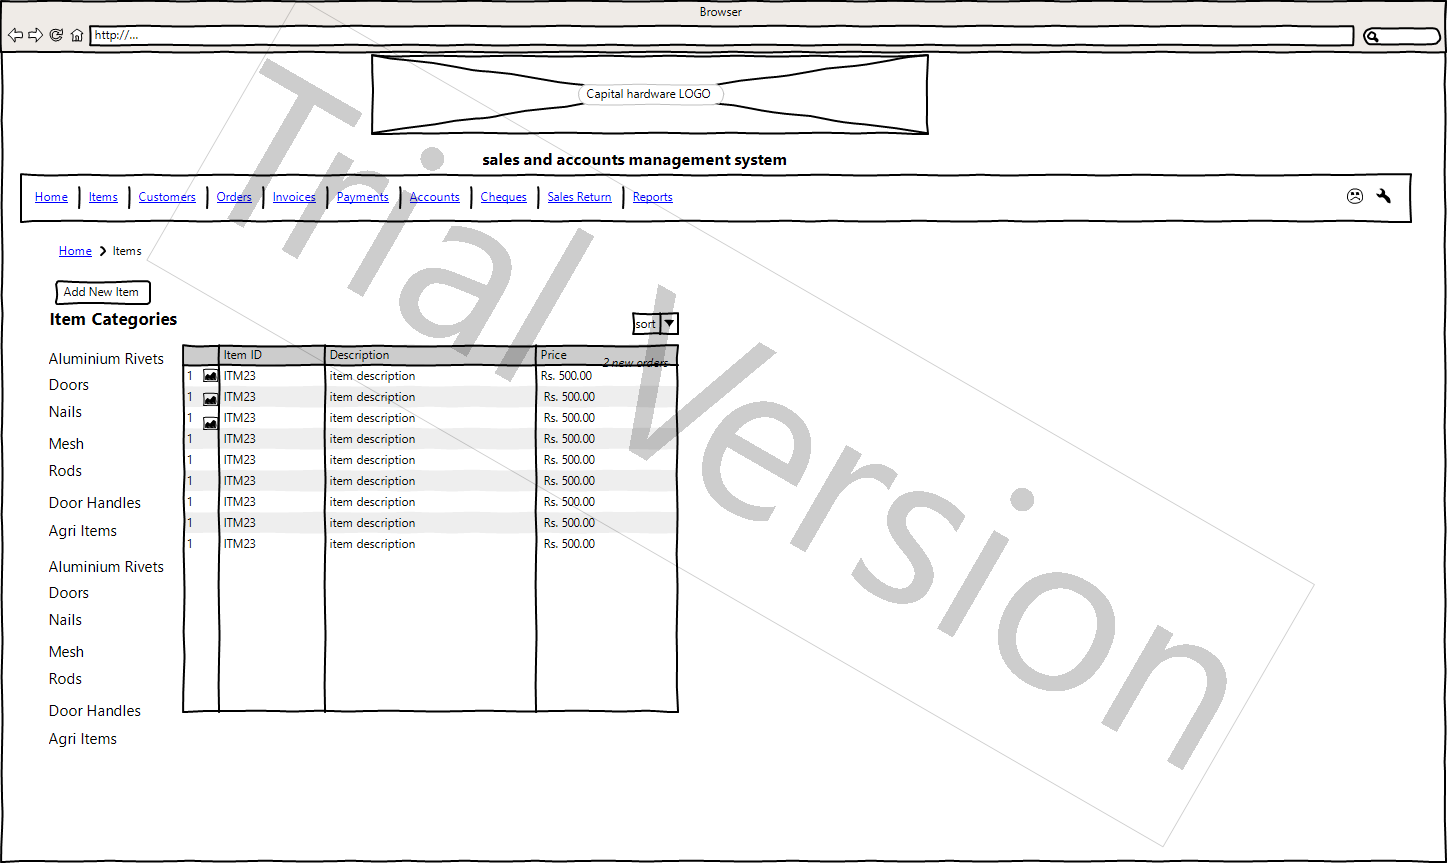 Browser
http://...
Capital hardware LOGO
sales and accounts management system
Home Items Customers Orders Invoices Payments Accounts Cheques Sales Return Reports
Home Items
Add New Item
Item Categories
sort
Aluminium Rivets
Doors
Nails
Mesh
Rods
Door Handles
Agri Items
Aluminium Rivets
Doors
Nails
Mesh
Rods
Door Handles
Agri Items
Item ID Description Price
2 new orders
1 ITM23 item description Rs. 500.00
1 ITM23 item description Rs. 500.00
1 ITM23 item description Rs. 500.00
1 ITM23 item description Rs. 500.00
1 ITM23 item description Rs. 500.00
1 ITM23 item description Rs. 500.00
1 ITM23 item description Rs. 500.00
1 ITM23 item description Rs. 500.00
1 ITM23 item description Rs. 500.00
Trial Version